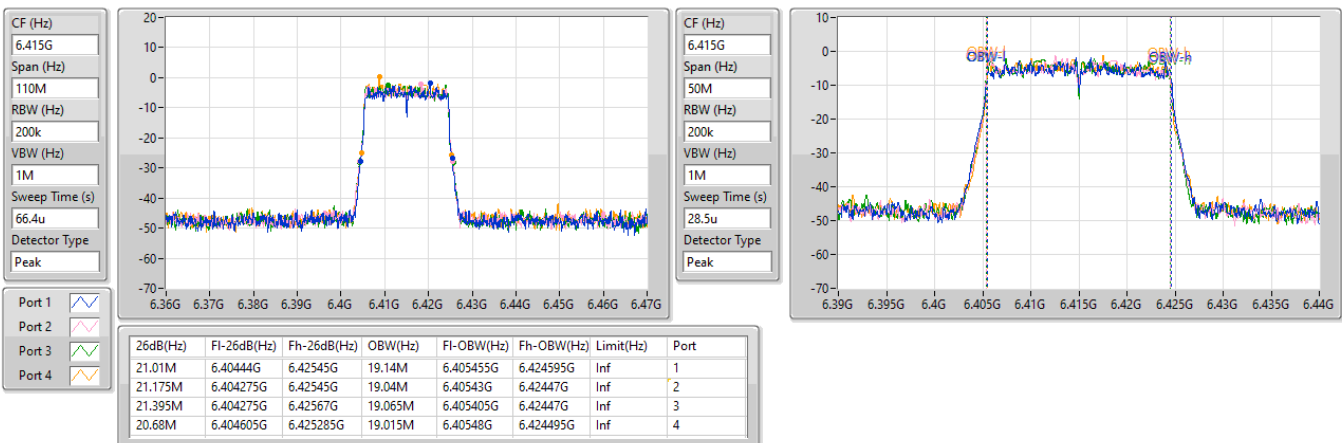 CF (Hz)
6.415G
Span (Hz)
110M
RBW (Hz)
200k
VBW (Hz)
1M
Sweep Time (s)
66.4u
Detector Type
Peak
20
10
0
-10
-20
-30
-40
-50
-60
-70
6.36G 6.37G 6.38G 6.39G 6.4G 6.41G 6.42G 6.43G 6.44G 6.45G 6.46G 6.47G
CF (Hz)
6.415G
Span (Hz)
50M
RBW (Hz)
200k
VBW (Hz)
1M
Sweep Time (s)
28.5u
Detector Type
Peak
10
0
-10
-20
-30
-40
-50
-60
-70
OBW-l OBW-h
6.39G 6.395G 6.4G 6.405G 6.41G 6.415G 6.42G 6.425G 6.43G 6.435G 6.44G
Port 1
Port 2
Port 3
Port 4
26dB(Hz) Fl-26dB(Hz) Fh-26dB(Hz) OBW(Hz) Fl-OBW(Hz) Fh-OBW(Hz) Limit(Hz) Port
21.01M 6.40444G 6.42545G 19.14M 6.405455G 6.424595G Inf 1
21.175M 6.404275G 6.42545G 19.04M 6.40543G 6.42447G Inf 2
21.395M 6.404275G 6.42567G 19.065M 6.405405G 6.42447G Inf 3
20.68M 6.404605G 6.425285G 19.015M 6.40548G 6.424495G Inf 4